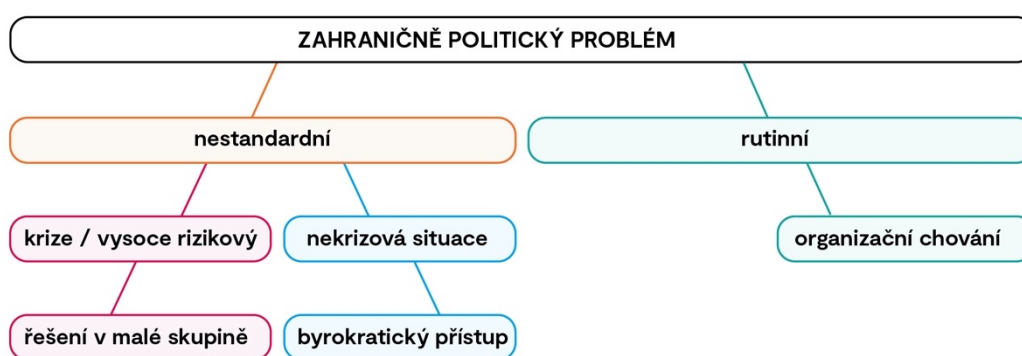 ZAHRANIČNĚ POLITICKÝ PROBLÉM
nestandardní
rutinní
krize / vysoce rizikový
nekrizová situace
organizační chování
řešení v malé skupině
byrokratický přístup